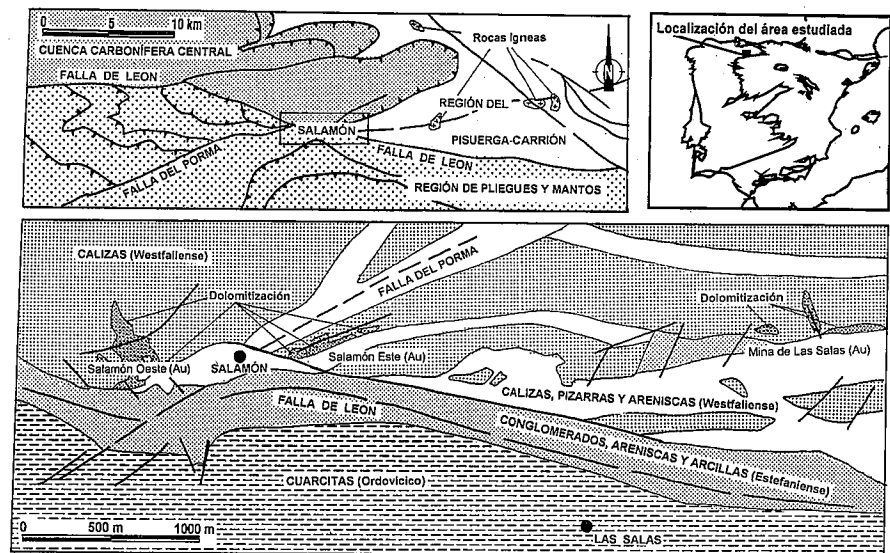 0 5 10 km
CUENCA CARBONÍFERA CENTRAL
FALLA DE LEON
Rocas Igneas
N
REGIÓN DEL
PISUERGA-CARRIÓN
SALAMÓN
FALLA DE LEON
FALLA DEL PORMA
REGIÓN DE PLIEGUES Y MANTOS
Localización del área estudiada
CALIZAS (Westfaliense)
FALLA DEL PORMA
Dolomitización
Dolomitización
Salamón Oeste (Au)
SALAMÓN
Salamón Este (Au)
Mina de Las Salas (Au)
FALLA DE LEON
CALIZAS, PIZARRAS Y ARENISCAS (Westfaliense)
CONGLOMERADOS, ARENISCAS Y ARCILLAS (Estefaniense)
CUARCITAS (Ordovícico)
0 500 m 1000 m
LAS SALAS